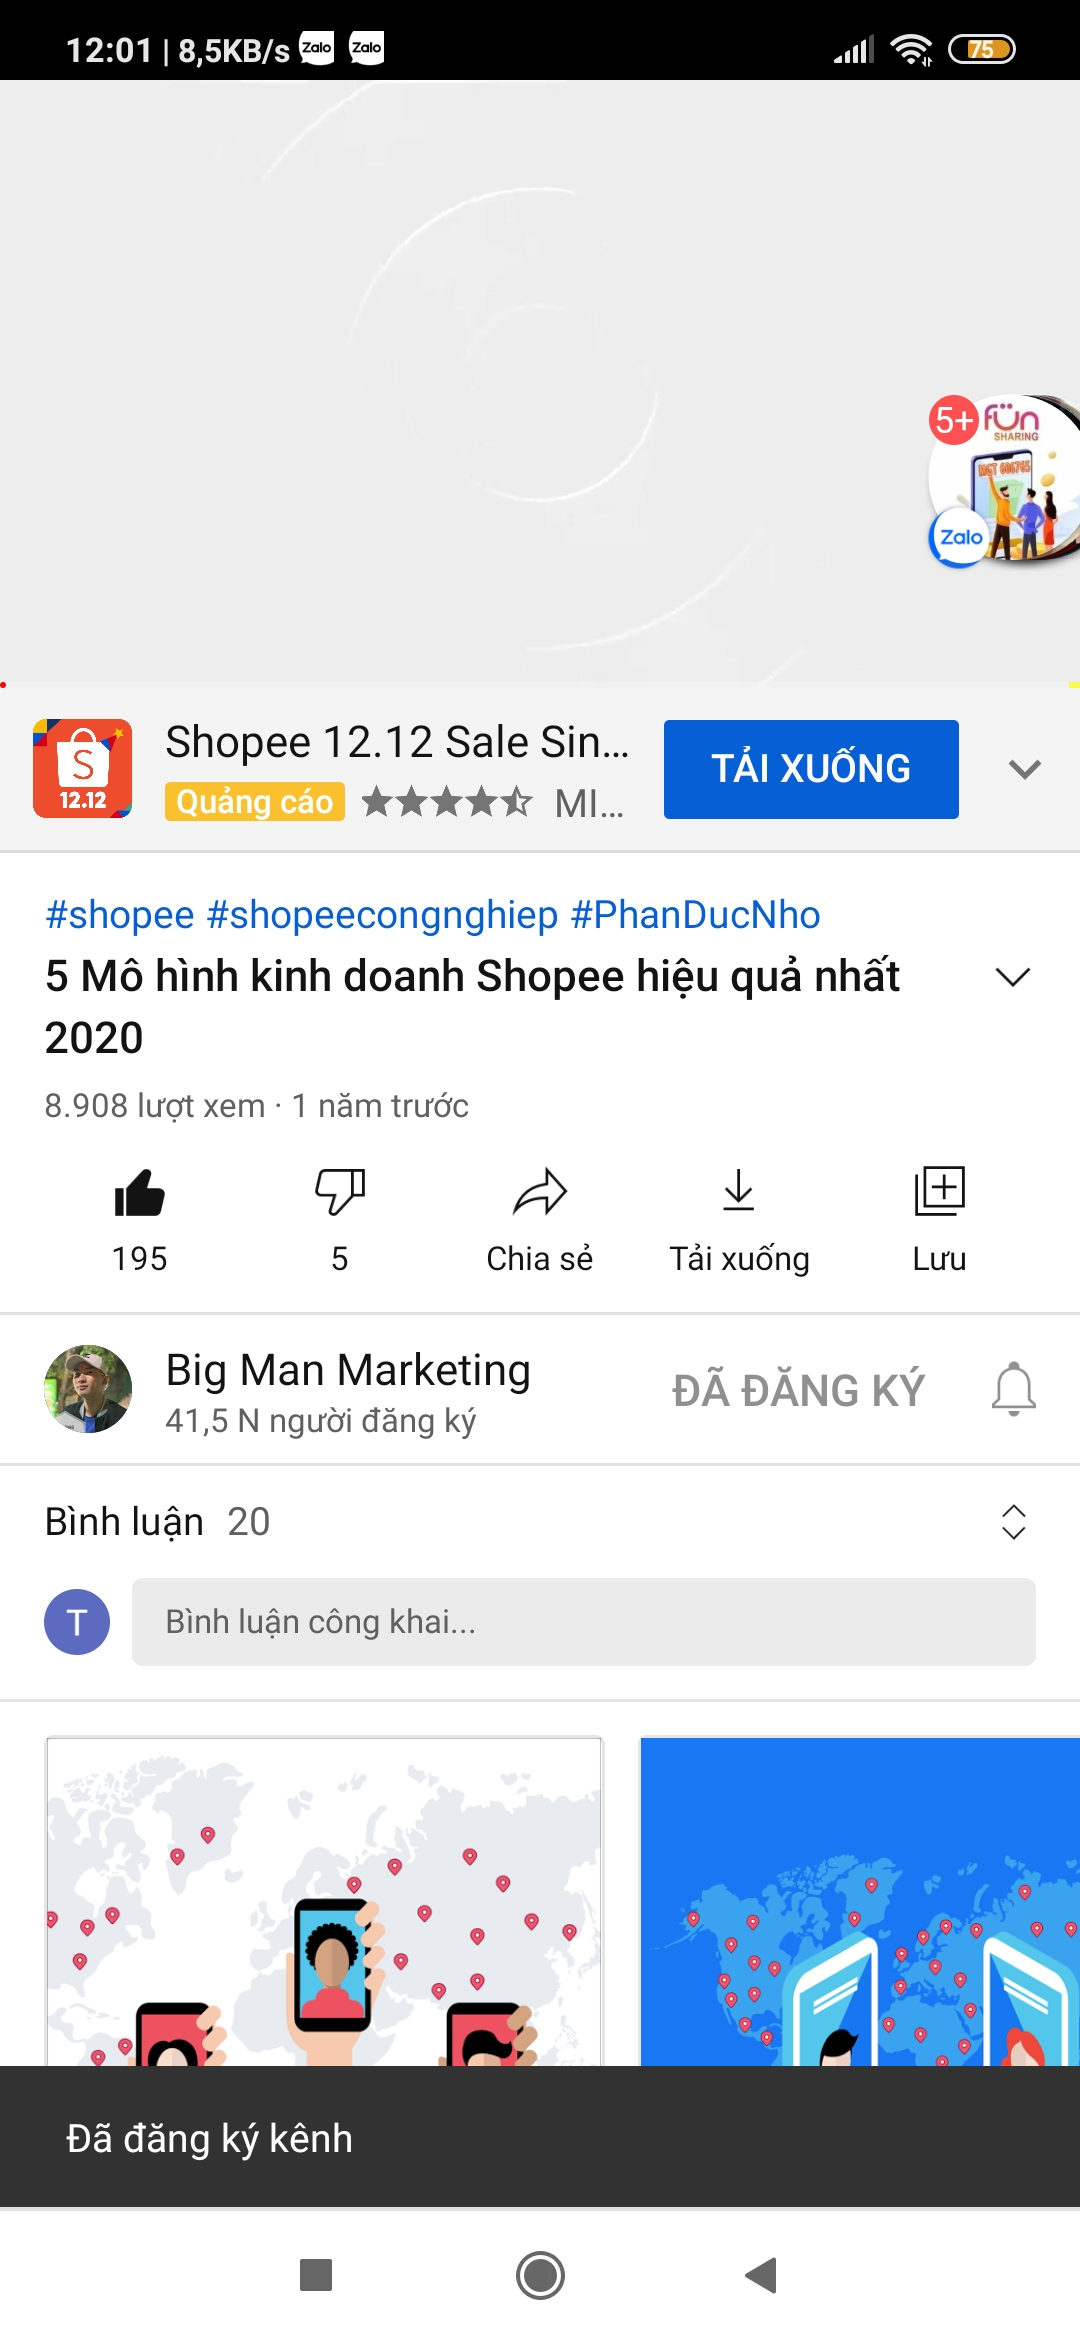 12:01 | 8,5KB/s Zalo Zalo 75
5+ fün
SHARING
MGT 606765
Zalo
Shopee 12.12 Sale Sin...
TẢI XUỐNG
S
12.12
Quảng cáo MI...
#shopee #shopeecongnghiep #PhanDucNho
5 Mô hình kinh doanh Shopee hiệu quả nhất
2020
8.908 lượt xem · 1 năm trước
195 5 Chia sẻ Tải xuống Lưu
Big Man Marketing
41,5 N người đăng ký
ĐÃ ĐĂNG KÝ
Bình luận 20
T Bình luận công khai...
Đã đăng ký kênh